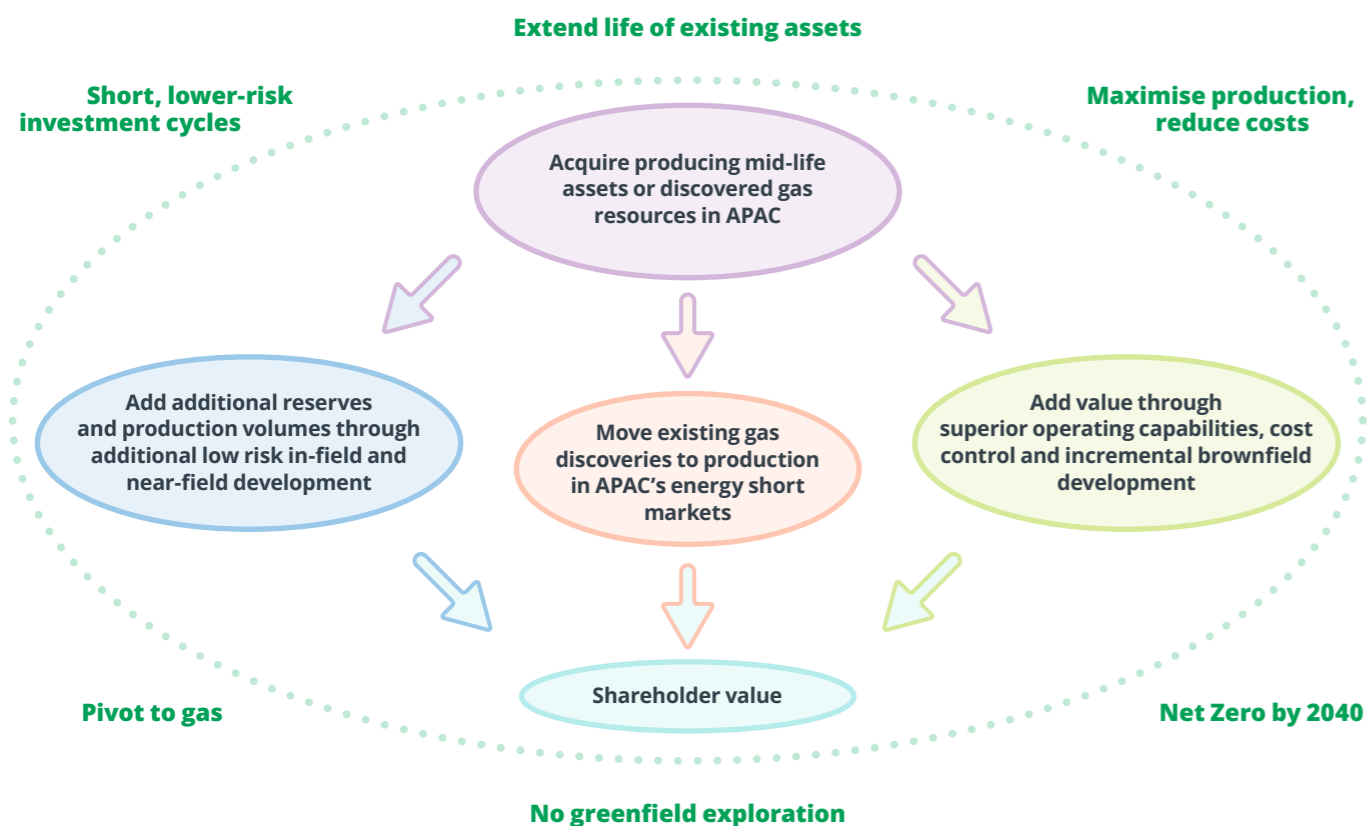 Extend life of existing assets
Short, lower-risk
investment cycles
Maximise production,
reduce costs
Acquire producing mid-life
assets or discovered gas
resources in APAC
Add additional reserves
and production volumes through
additional low risk in-field and
near-field development
Move existing gas
discoveries to production
in APAC’s energy short
markets
Add value through
superior operating capabilities, cost
control and incremental brownfield
development
Shareholder value
Pivot to gas
Net Zero by 2040
No greenfield exploration